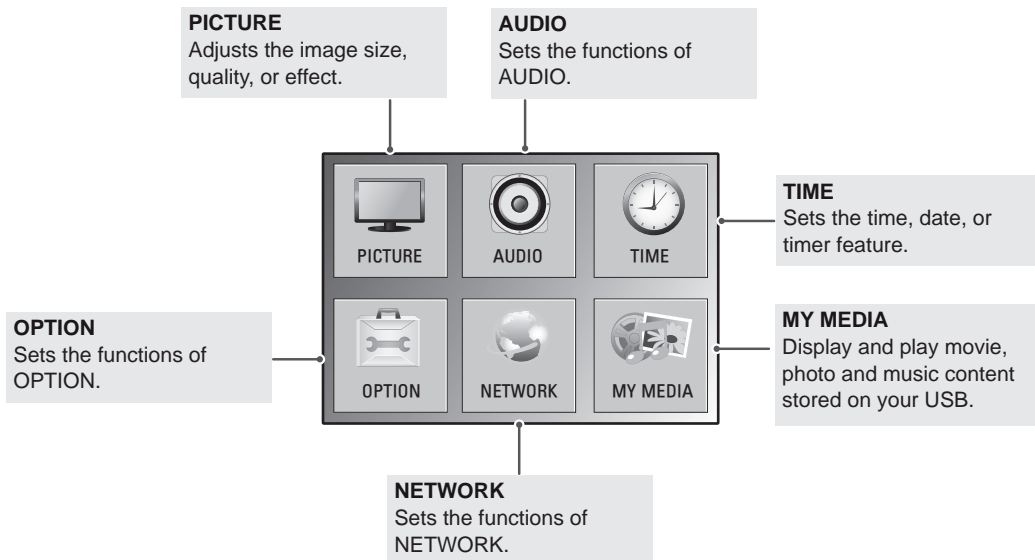 PICTURE
Adjusts the image size,
quality, or effect.
AUDIO
Sets the functions of
AUDIO.
PICTURE
AUDIO
TIME
TIME
Sets the time, date, or
timer feature.
OPTION
Sets the functions of
OPTION.
OPTION
NETWORK
MY MEDIA
MY MEDIA
Display and play movie,
photo and music content
stored on your USB.
NETWORK
Sets the functions of
NETWORK.